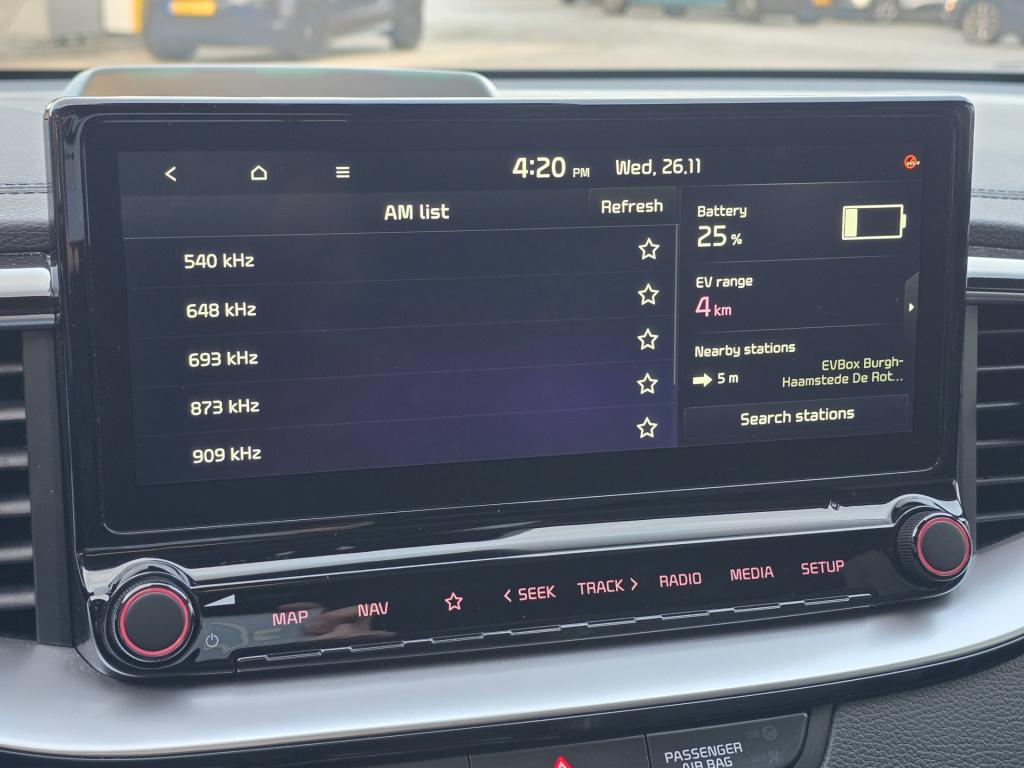 4:20 PM Wed, 26.11
AM list Refresh
540 kHz
648 kHz
693 kHz
873 kHz
909 kHz
Battery
25 %
EV range
4 km
Nearby stations
5 m
EVBox Burgh-
Haamstede De Rot...
Search stations
MAP NAV < SEEK TRACK > RADIO MEDIA SETUP
PASSENGER
AIR BAG